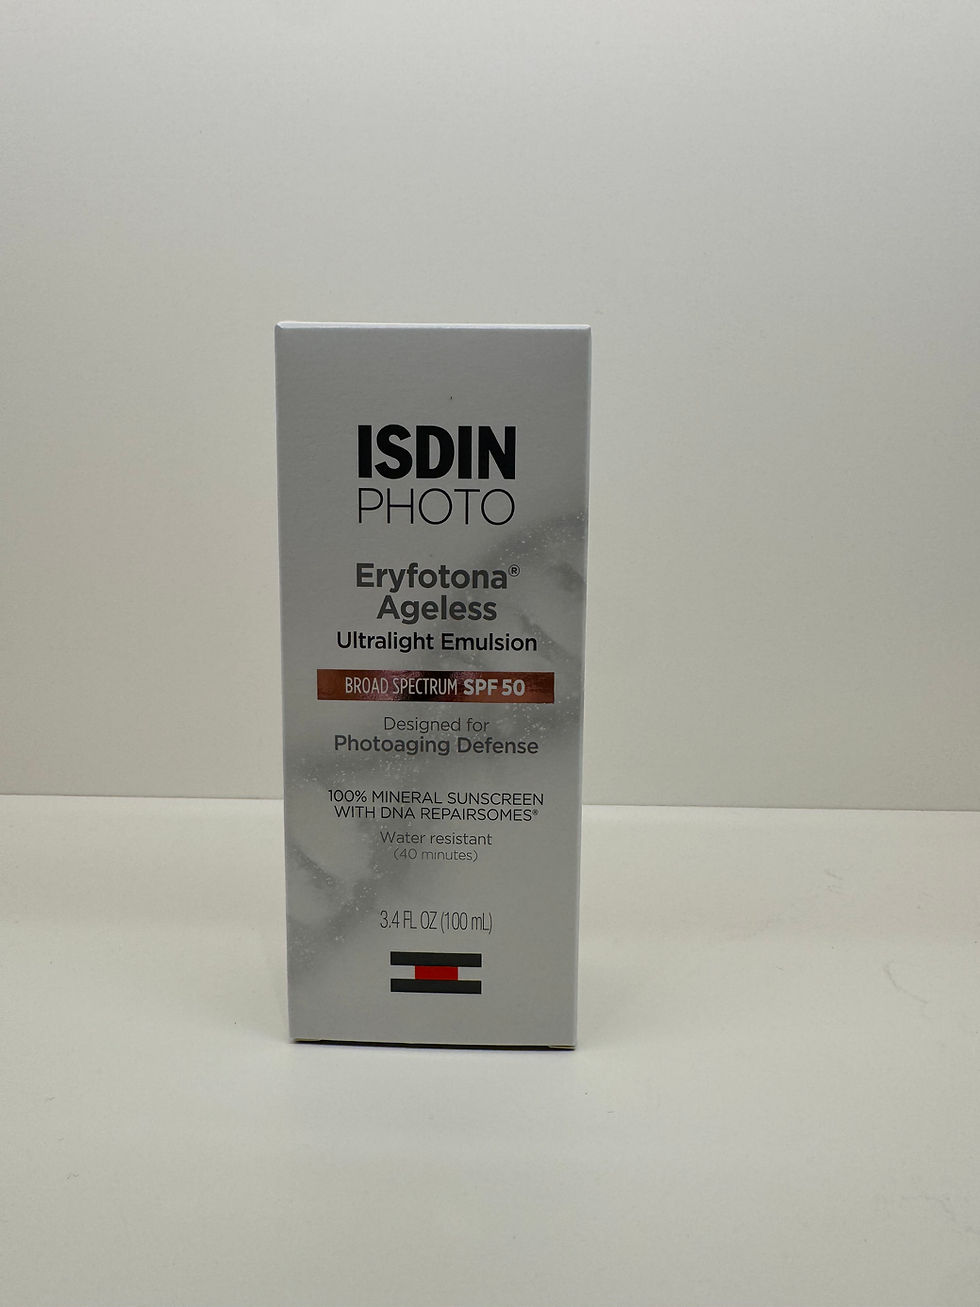 ISDIN
PHOTO
Eryfotona®
Ageless
Ultralight Emulsion
BROAD SPECTRUM SPF 50
Designed for
Photoaging Defense
100% MINERAL SUNSCREEN
WITH DNA REPAIRSOMES®
Water resistant
(40 minutes)
3.4 FL OZ (100 mL)